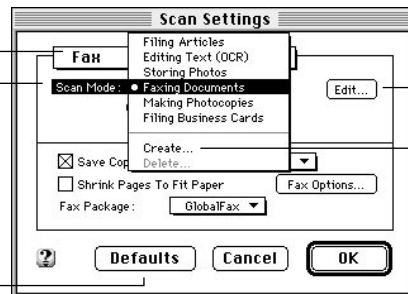 Scan Settings
Fax
Filing Articles
Editing Text (OCR)
Storing Photos
Scan Mode: Faxing Documents
Edit...
Making Photocopies
Filing Business Cards
Create...
Delete...
Save Cop
Shrink Pages To Fit Paper
Fax Options...
Fax Package: GlobalFax
?
Defaults
Cancel
OK